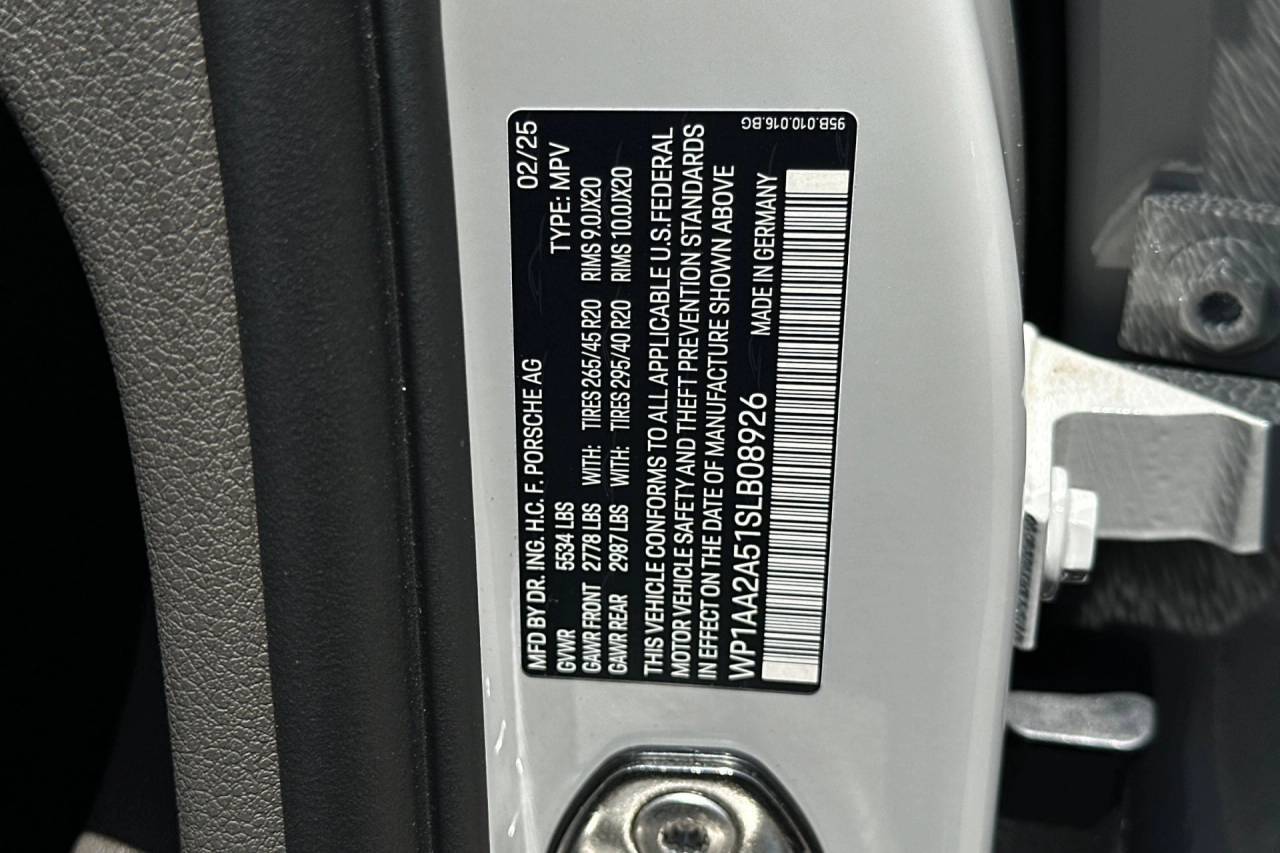 MFD BY DR. ING. H.C. F. PORSCHE AG 02/25
GVWR 5534 LBS TYPE: MPV
GAWR FRONT 2778 LBS WITH: TIRES 265/45 R20 RIMS 9.0JX20
GAWR REAR 2987 LBS WITH: TIRES 295/40 R20 RIMS 10.0JX20
THIS VEHICLE CONFORMS TO ALL APPLICABLE U.S. FEDERAL
MOTOR VEHICLE SAFETY AND THEFT PREVENTION STANDARDS
IN EFFECT ON THE DATE OF MANUFACTURE SHOWN ABOVE
WP1AA2A51SLB08926 MADE IN GERMANY
95B.010.016.BG